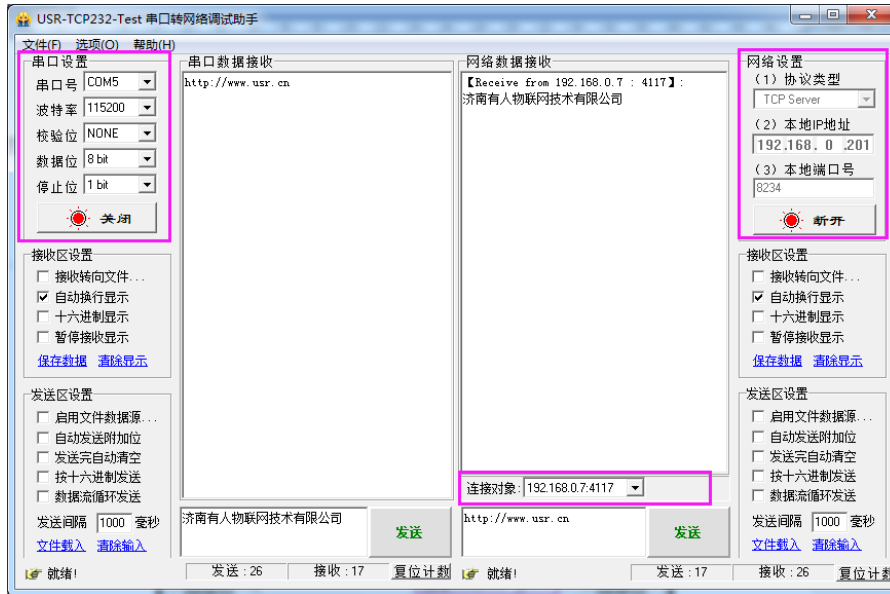 USR-TCP232-Test 串口转网络调试助手
文件(F) 选项(O) 帮助(H)
串口设置
串口号 COM5
波特率 115200
校验位 NONE
数据位 8 bit
停止位 1 bit
关闭
接收区设置
接收转向文件...
自动换行显示
十六进制显示
暂停接收显示
保存数据 清除显示
发送区设置
启用文件数据源...
自动发送附加位
发送完自动清空
按十六进制发送
数据流循环发送
发送间隔 1000 毫秒
文件载入 清除输入
就绪!
串口数据接收
http://www.usr.cn
济南有人物联网技术有限公司
发送
发送:26 接收:17 复位计数
网络数据接收
【Receive from 192.168.0.7 : 4117】:
济南有人物联网技术有限公司
连接对象: 192.168.0.7:4117
http://www.usr.cn
发送
就绪!
发送:17 接收:26 复位计数
网络设置
(1) 协议类型
TCP Server
(2) 本地IP地址
192.168. 0 .201
(3) 本地端口号
8234
断开
接收区设置
接收转向文件...
自动换行显示
十六进制显示
暂停接收显示
保存数据 清除显示
发送区设置
启用文件数据源...
自动发送附加位
发送完自动清空
按十六进制发送
数据流循环发送
发送间隔 1000 毫秒
文件载入 清除输入